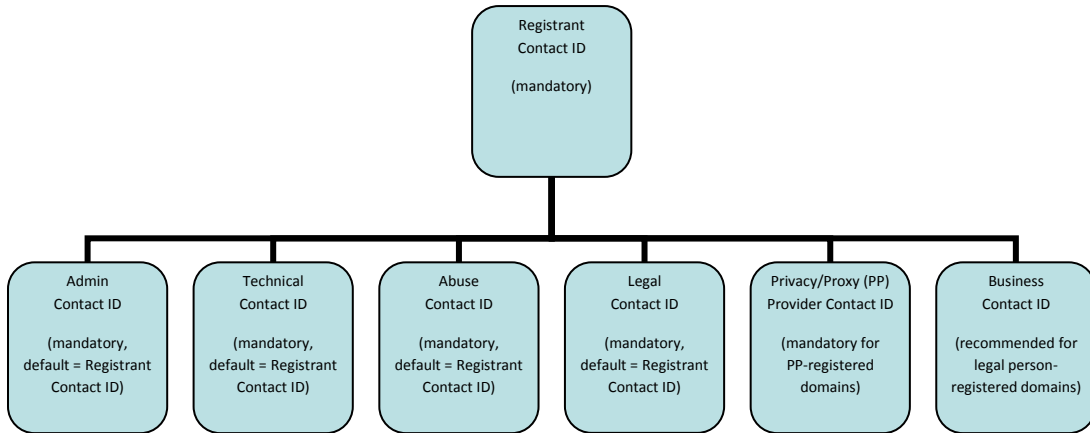 Registrant
Contact ID
(mandatory)
Admin
Contact ID
(mandatory,
default = Registrant
Contact ID)
Technical
Contact ID
(mandatory,
default = Registrant
Contact ID)
Abuse
Contact ID
(mandatory,
default = Registrant
Contact ID)
Legal
Contact ID
(mandatory,
default = Registrant
Contact ID)
Privacy/Proxy (PP)
Provider Contact ID
(mandatory for
PP-registered
domains)
Business
Contact ID
(recommended for
legal person-
registered domains)